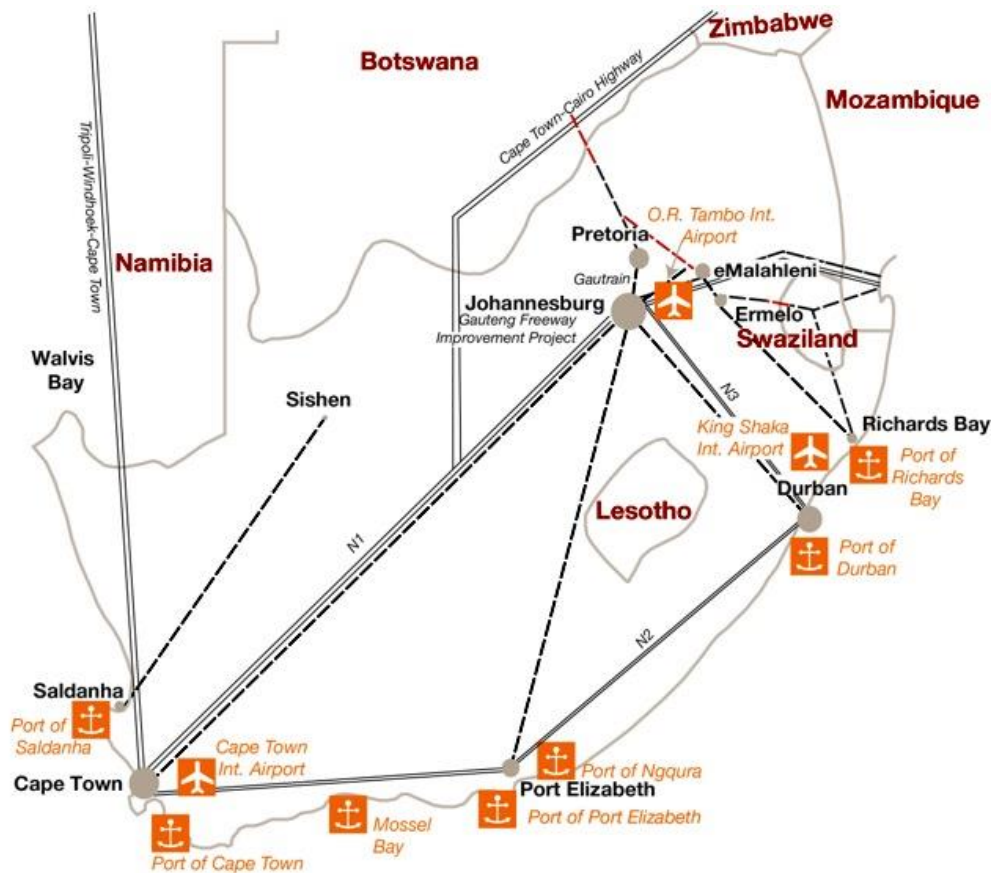 Zimbabwe
Botswana
Mozambique
Cape Town-Cairo Highway
Tripoli-Windhoek-Cape Town
O.R. Tambo Int.
Airport
Pretoria
Namibia
eMalahleni
Gautrain
Johannesburg
Gauteng Freeway
Improvement Project
Ermelo
Swaziland
Walvis
Bay
Sishen
N3
King Shaka
Int. Airport
Richards Bay
Port of
Richards
Bay
Durban
Lesotho
Port of
Durban
N1
N2
Saldanha
Port of
Saldanha
Cape Town
Int. Airport
Cape Town
Port of Ngqura
Port Elizabeth
Port of Port Elizabeth
Mossel
Bay
Port of Cape Town